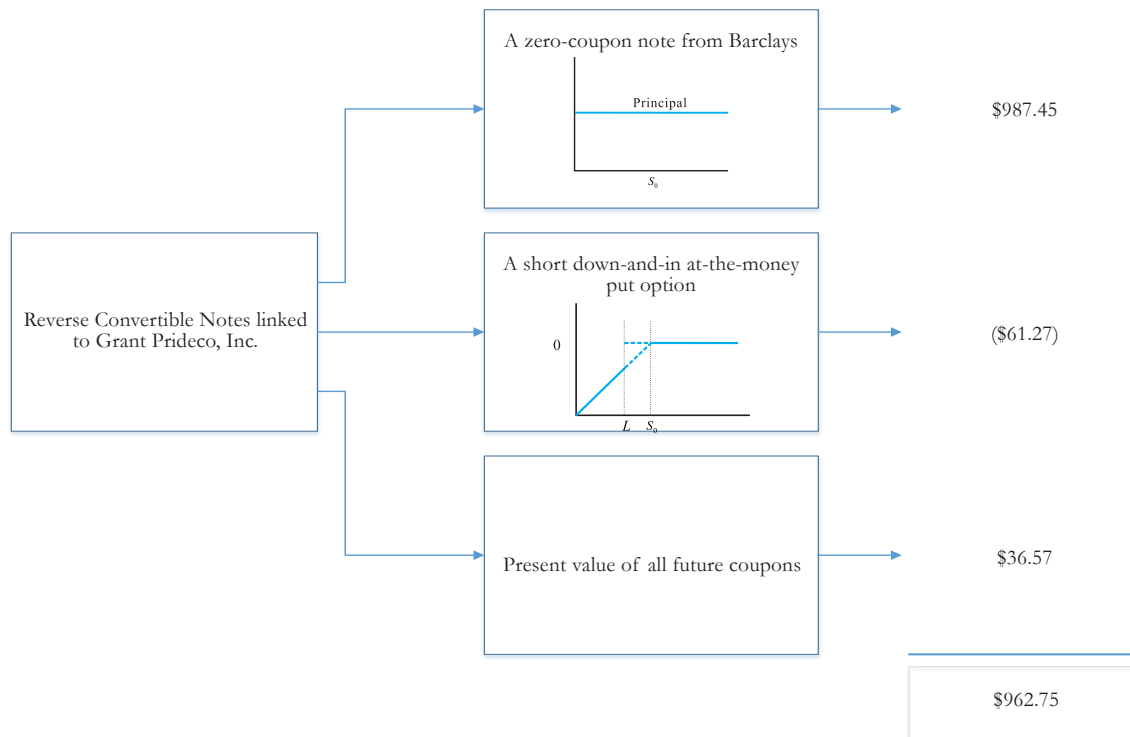 A zero-coupon note from Barclays
Principal
S₀
$987.45
Reverse Convertible Notes linked
to Grant Prideco, Inc.
A short down-and-in at-the-money
put option
0
L S₀
($61.27)
Present value of all future coupons
$36.57
$962.75